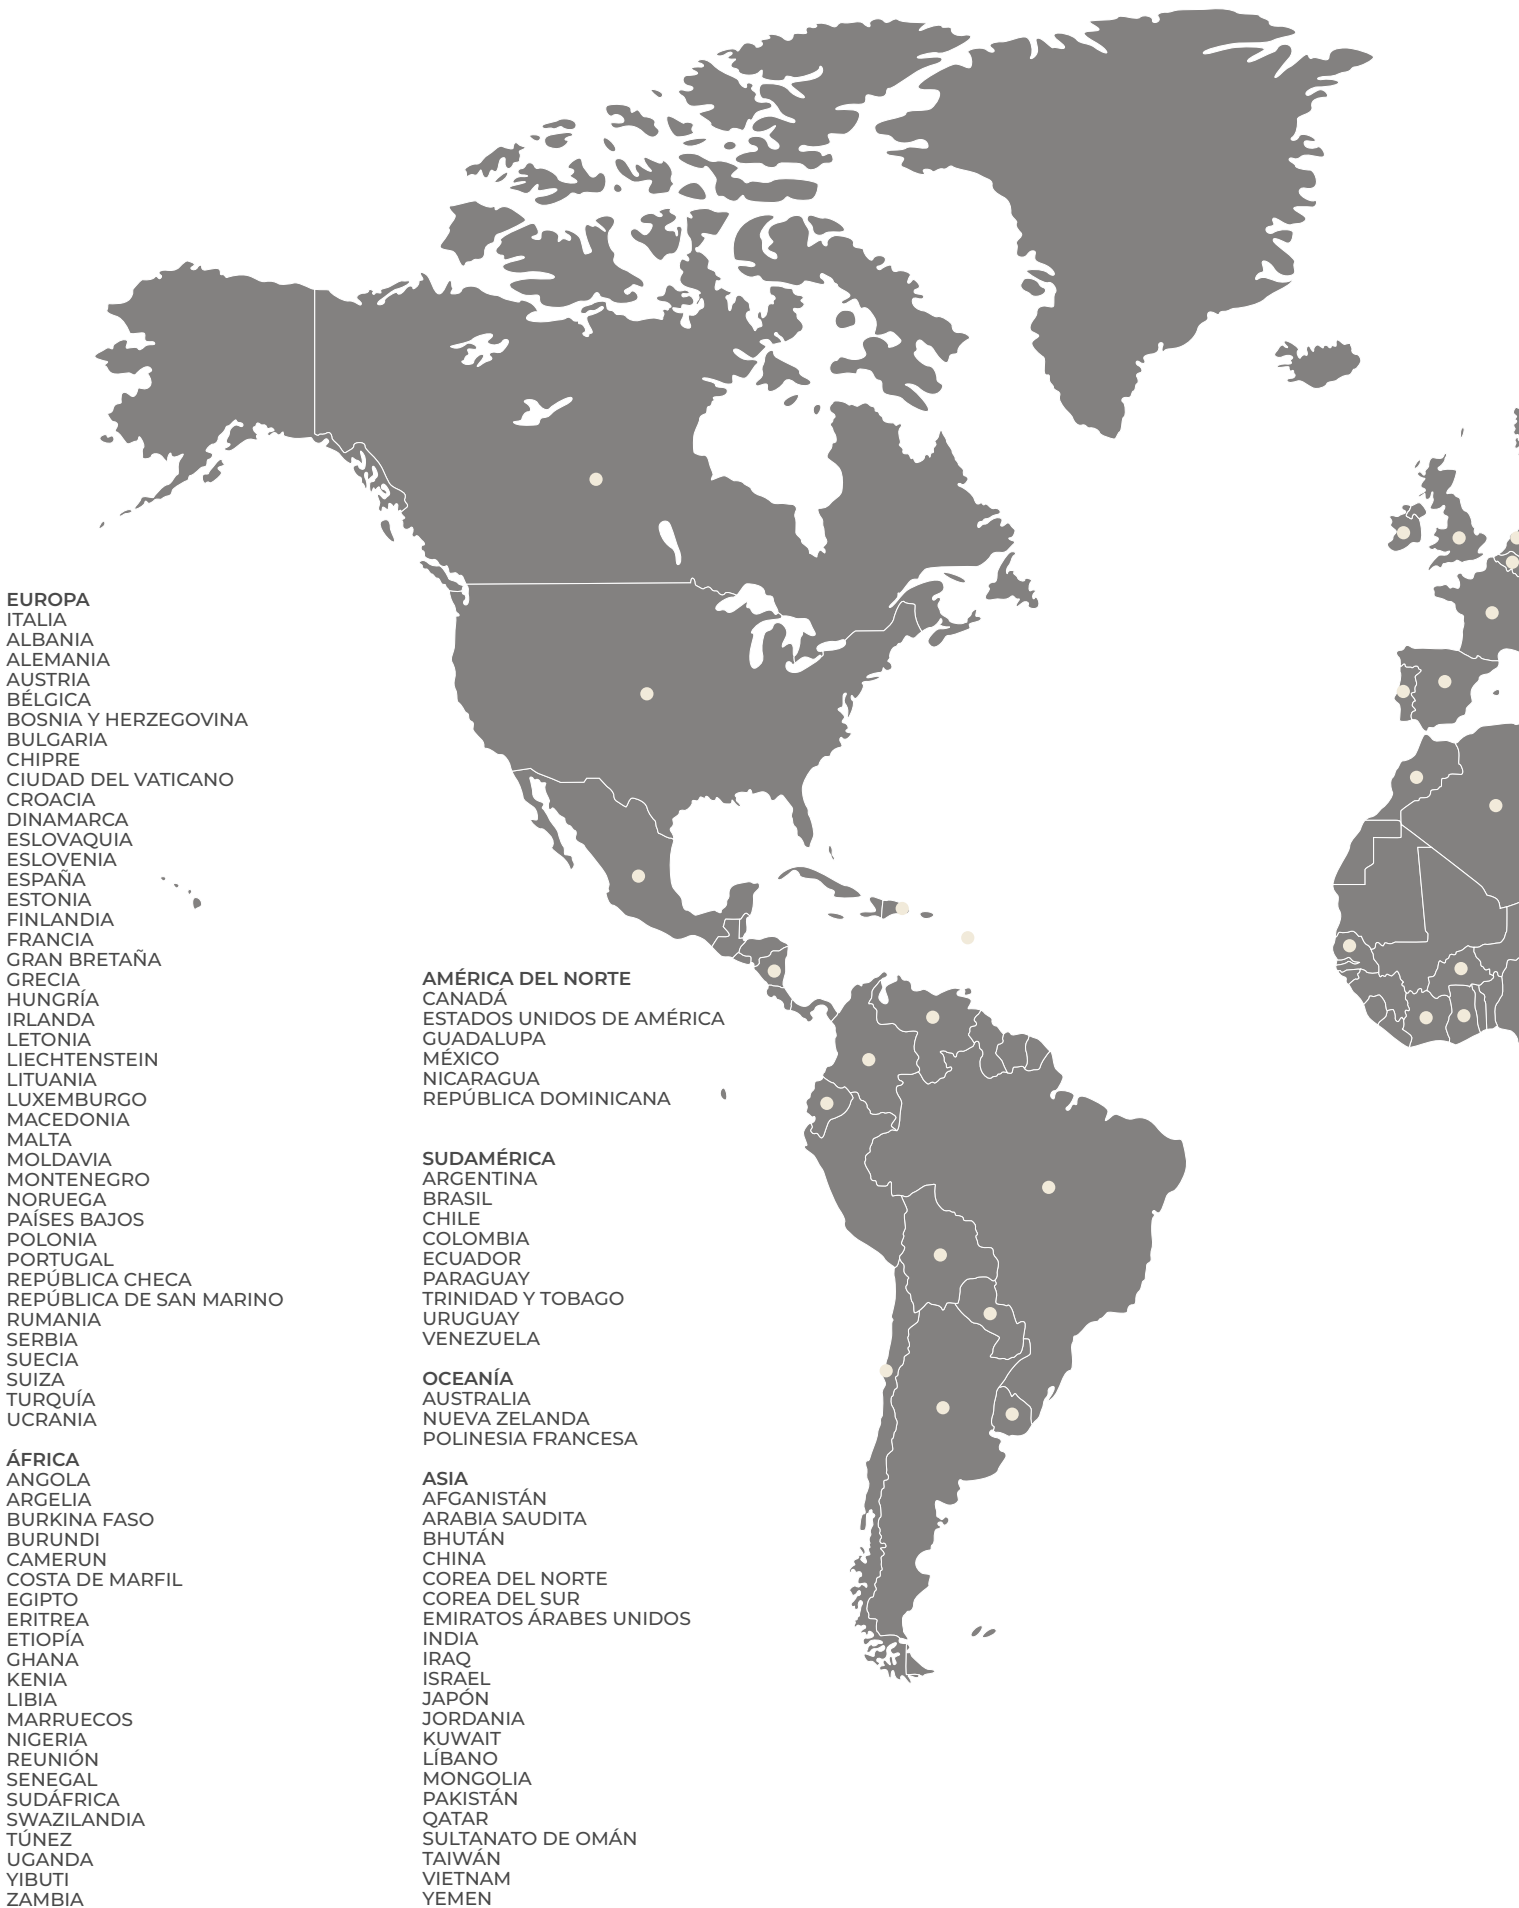 EUROPA
ITALIA
ALBANIA
ALEMANIA
AUSTRIA
BÉLGICA
BOSNIA Y HERZEGOVINA
BULGARIA
CHIPRE
CIUDAD DEL VATICANO
CROACIA
DINAMARCA
ESLOVAQUIA
ESLOVENIA
ESPAÑA
ESTONIA
FINLANDIA
FRANCIA
GRAN BRETAÑA
GRECIA
HUNGRÍA
IRLANDA
LETONIA
LIECHTENSTEIN
LITUANIA
LUXEMBURGO
MACEDONIA
MALTA
MOLDAVIA
MONTENEGRO
NORUEGA
PAÍSES BAJOS
POLONIA
PORTUGAL
REPÚBLICA CHECA
REPÚBLICA DE SAN MARINO
RUMANIA
SERBIA
SUECIA
SUIZA
TURQUÍA
UCRANIA
ÁFRICA
ANGOLA
ARGELIA
BURKINA FASO
BURUNDI
CAMERUN
COSTA DE MARFIL
EGIPTO
ERITREA
ETIOPÍA
GHANA
KENIA
LIBIA
MARRUECOS
NIGERIA
REUNIÓN
SENEGAL
SUDÁFRICA
SWAZILANDIA
TÚNEZ
UGANDA
YIBUTI
ZAMBIA
AMÉRICA DEL NORTE
CANADÁ
ESTADOS UNIDOS DE AMÉRICA
GUADALUPA
MÉXICO
NICARAGUA
REPÚBLICA DOMINICANA
SUDAMÉRICA
ARGENTINA
BRASIL
CHILE
COLOMBIA
ECUADOR
PARAGUAY
TRINIDAD Y TOBAGO
URUGUAY
VENEZUELA
OCEANÍA
AUSTRALIA
NUEVA ZELANDA
POLINESIA FRANCESA
ASIA
AFGANISTÁN
ARABIA SAUDITA
BHUTÁN
CHINA
COREA DEL NORTE
COREA DEL SUR
EMIRATOS ÁRABES UNIDOS
INDIA
IRAQ
ISRAEL
JAPÓN
JORDANIA
KUWAIT
LÍBANO
MONGOLIA
PAKISTÁN
QATAR
SULTANATO DE OMÁN
TAIWÁN
VIETNAM
YEMEN